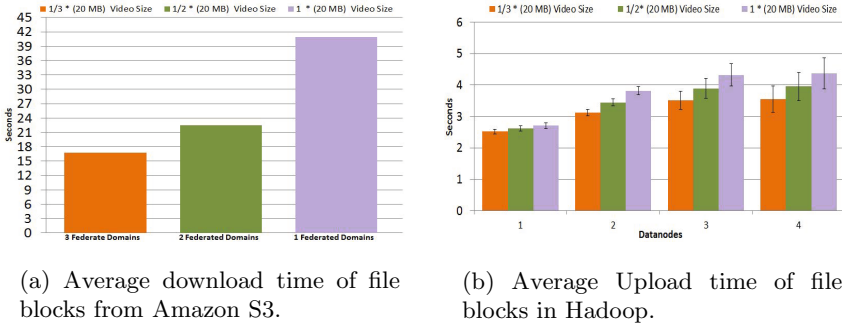 1/3 * (20 MB) Video Size 1/2 * (20 MB) Video Size 1 * (20 MB) Video Size
45
42
39
36
33
30
27
24
21
18
15
12
9
6
3
0
Seconds
3 Federate Domains 2 Federated Domains 1 Federated Domains
(a) Average download time of file
blocks from Amazon S3.
1/3 * (20 MB) Video Size 1/2* (20 MB) Video Size 1 * (20 MB) Video Size
6
5
4
3
2
1
0
Seconds
1 2 3 4
Datanodes
(b) Average Upload time of file
blocks in Hadoop.